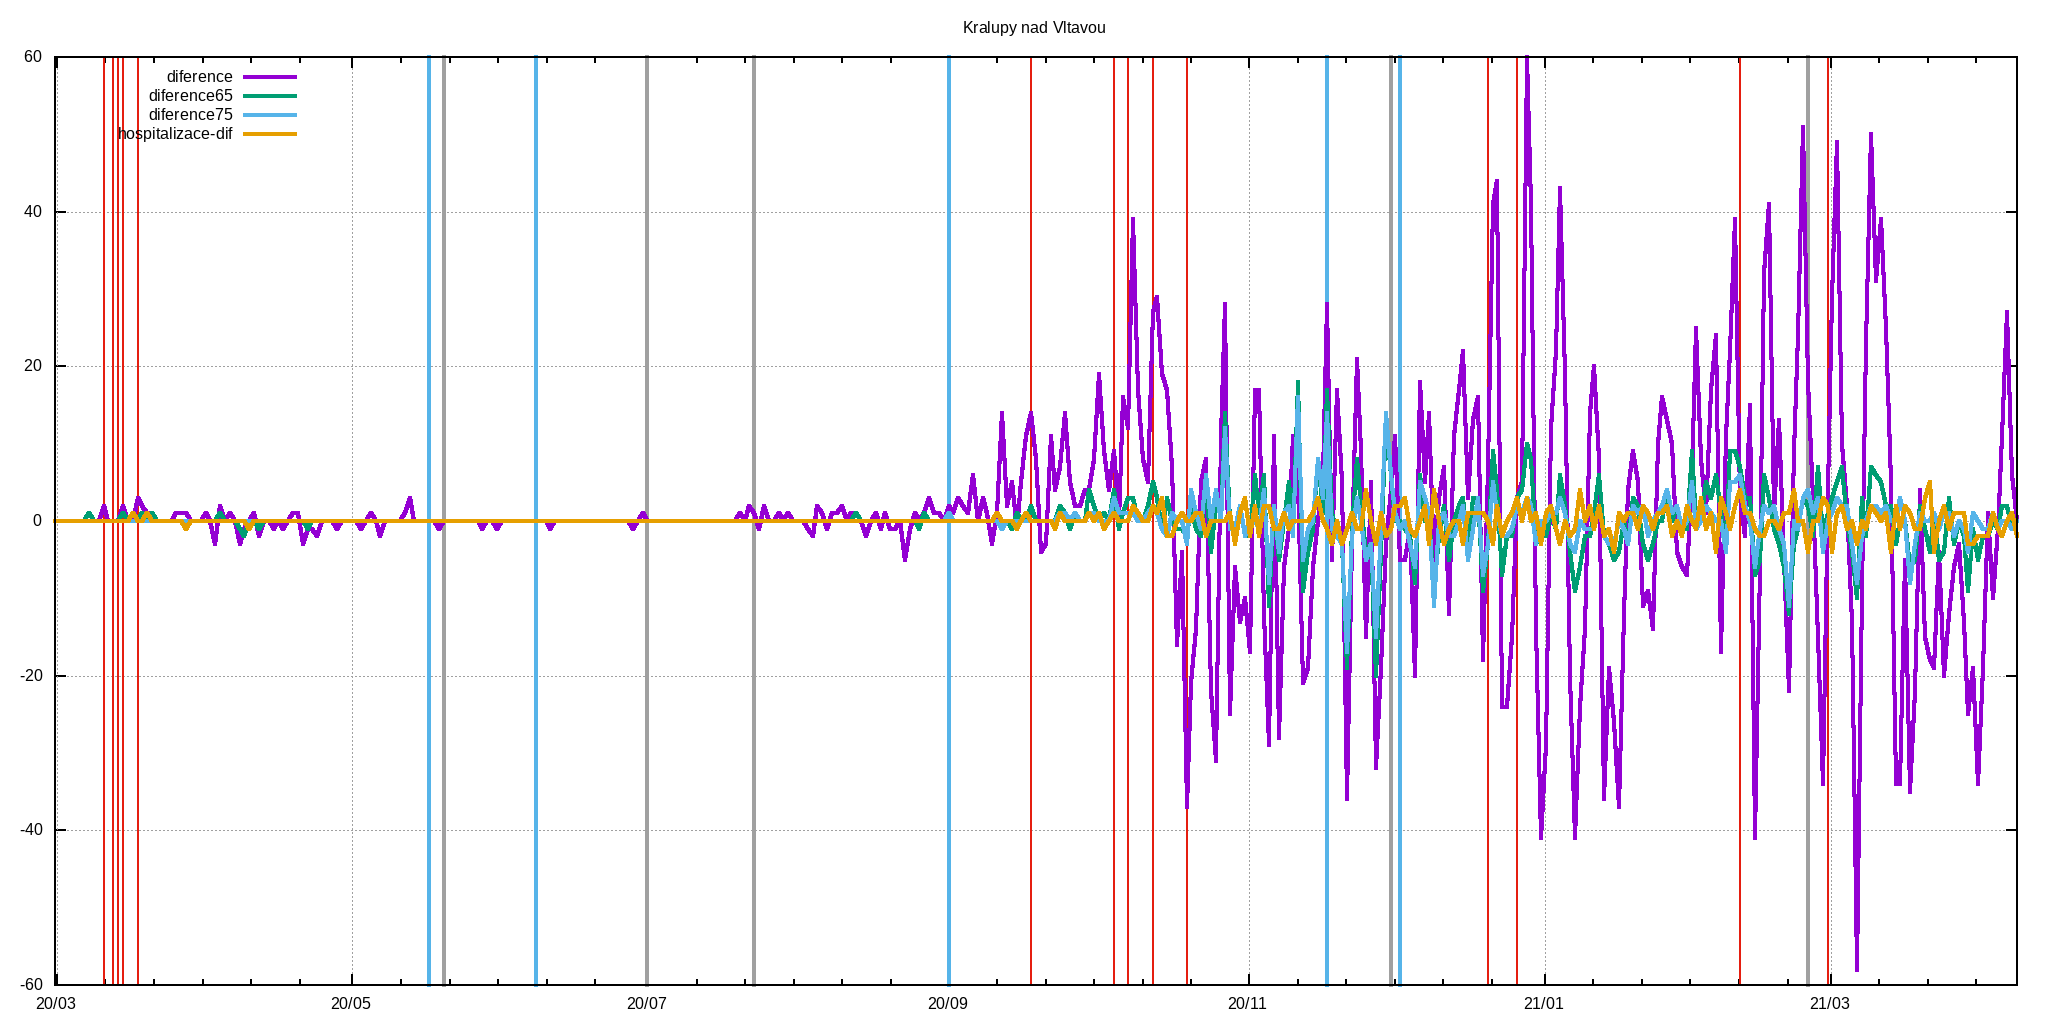 Kralupy nad Vltavou
60
diference
diference65
diference75
hospitalizace-dif
40
20
0
-20
-40
-60
20/03 20/05 20/07 20/09 20/11 21/01 21/03